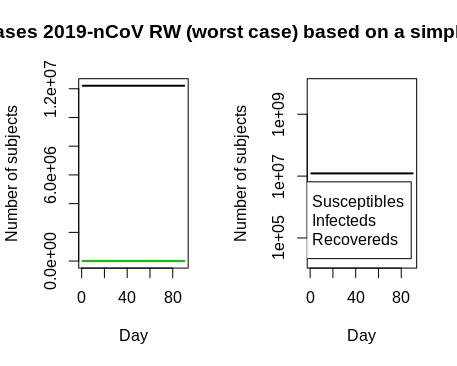 ases 2019-nCoV RW (worst case) based on a simpl
Number of subjects
0.0e+00 6.0e+06 1.2e+07
0 40 80
Day
Number of subjects
1e+05 1e+07 1e+09
Susceptibles
Infecteds
Recovereds
0 40 80
Day